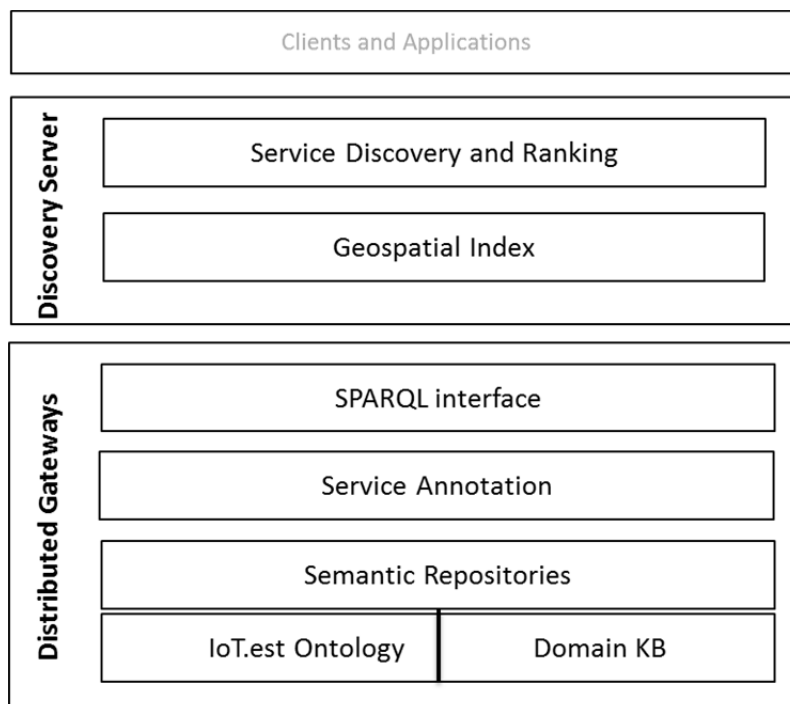 Clients and Applications
Discovery Server
Service Discovery and Ranking
Geospatial Index
Distributed Gateways
SPARQL interface
Service Annotation
Semantic Repositories
IoT.est Ontology
Domain KB